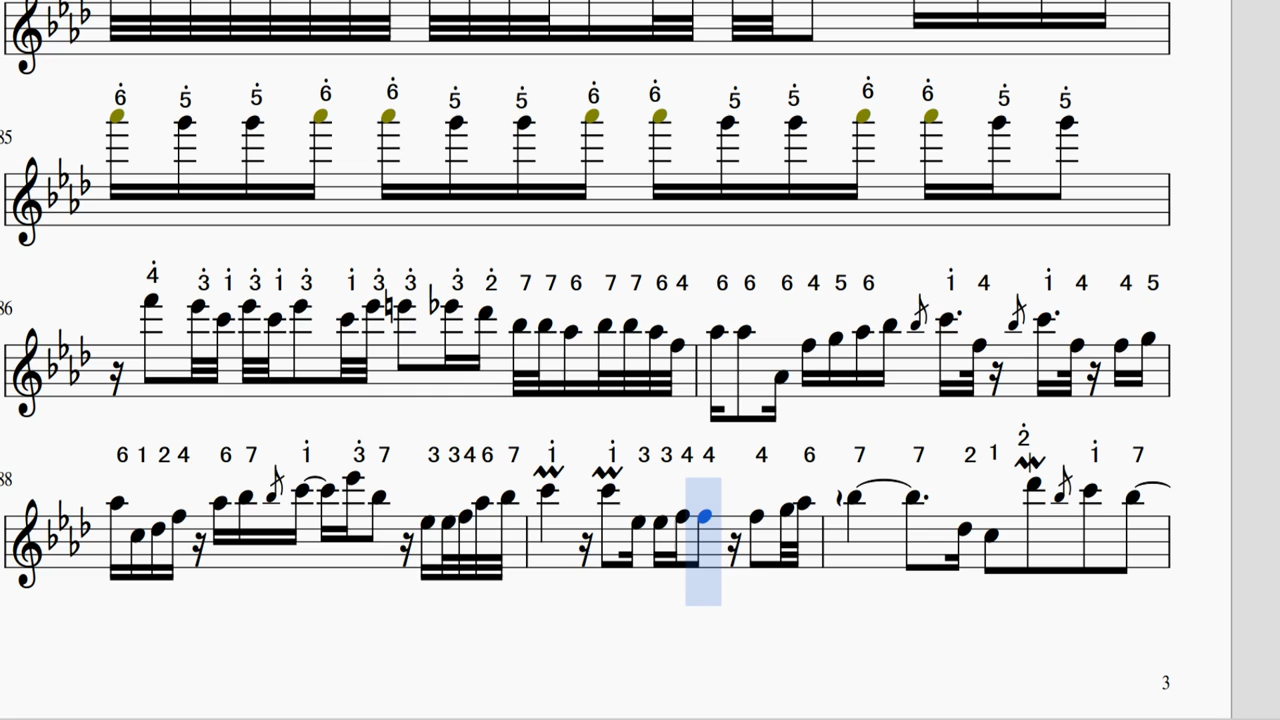 6̇ 5̇ 5̇ 6̇ 6̇ 5̇ 5̇ 6̇ 6̇ 5̇ 5̇ 6̇ 6̇ 5̇ 5̇
85
4̇ 3̇ 1̇ 3̇ 1̇ 3̇ 1̇ 3̇ 3̇ 3̇ 2̇ 7 7 6 7 7 6 4 6 6 6 4 5 6 1̇ 4 1̇ 4 4 5
86
6 1 2 4 6 7 1̇ 3̇ 7 3 3 4 6 7 1̇ 1̇ 3 3 4 4 4 6 7 7 2 1 2̇ 1̇ 7
88
3